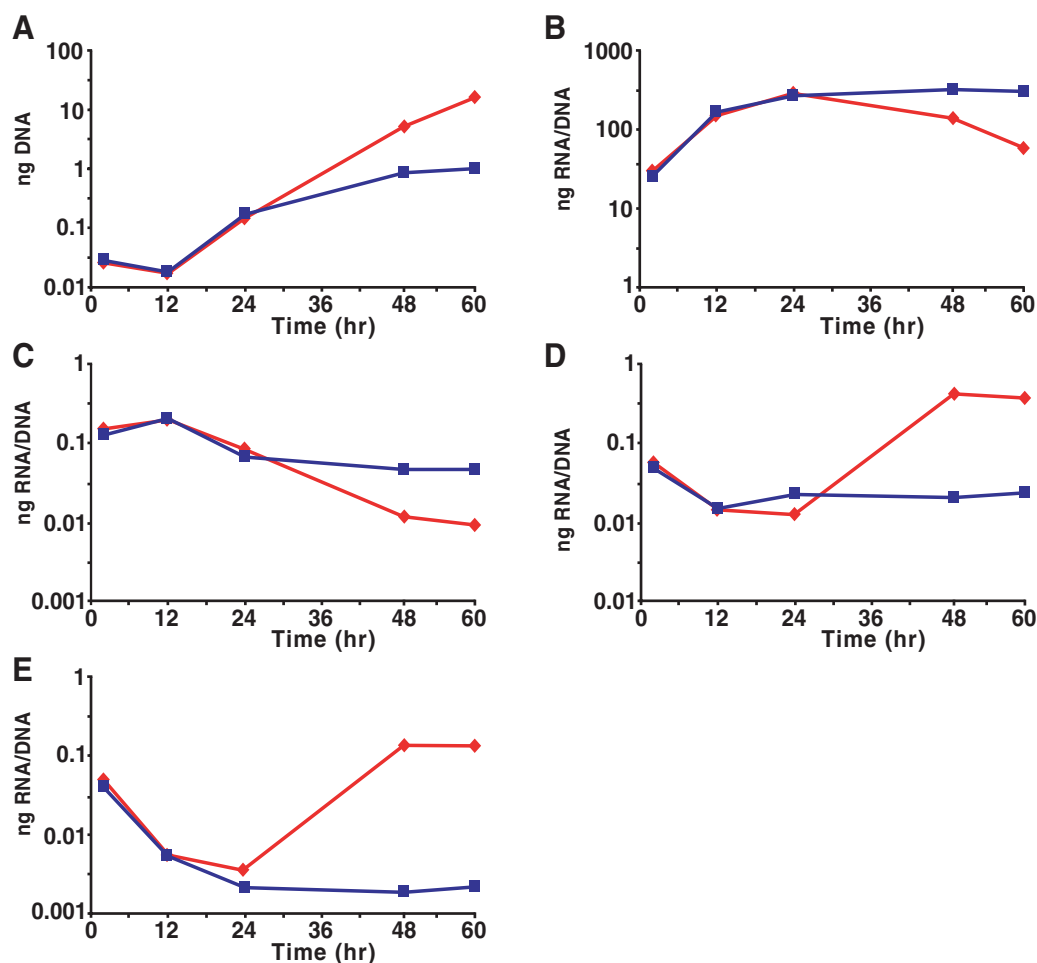 A
100
10
1
0.1
0.01
ng DNA
0 12 24 36 48 60
Time (hr)
B
1000
100
10
1
ng RNA/DNA
0 12 24 36 48 60
Time (hr)
C
1
0.1
0.01
0.001
ng RNA/DNA
0 12 24 36 48 60
Time (hr)
D
1
0.1
0.01
0.01
ng RNA/DNA
0 12 24 36 48 60
Time (hr)
E
1
0.1
0.01
0.001
ng RNA/DNA
0 12 24 36 48 60
Time (hr)